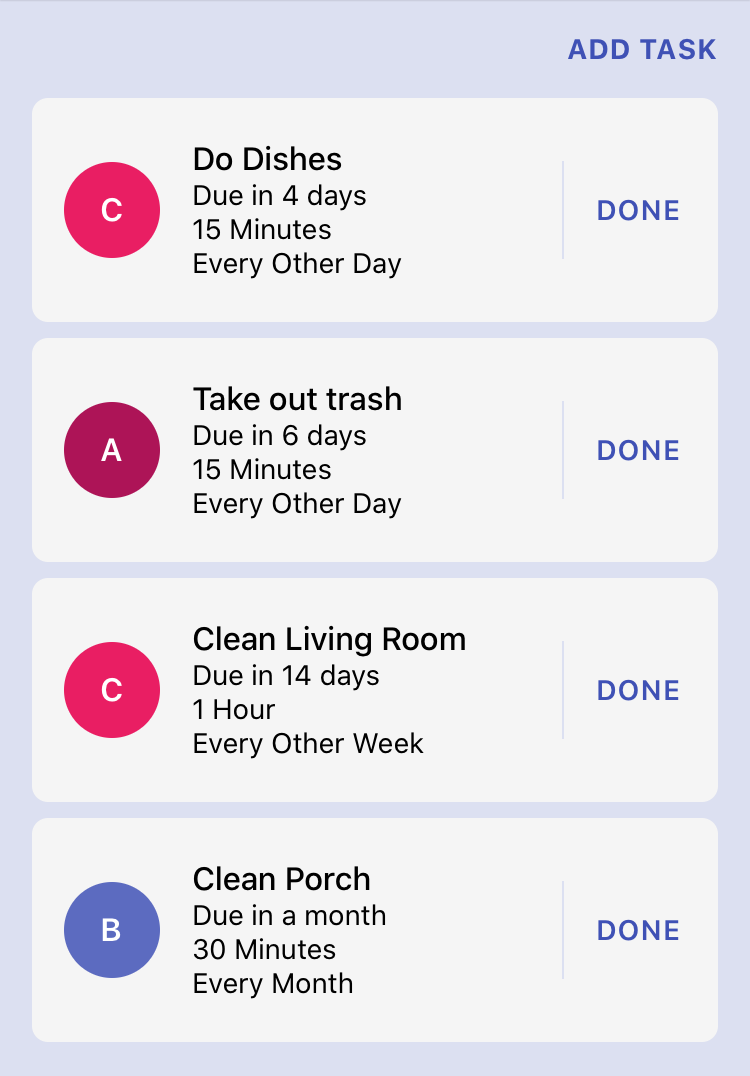 ADD TASK
C
Do Dishes
Due in 4 days
15 Minutes
Every Other Day
DONE
A
Take out trash
Due in 6 days
15 Minutes
Every Other Day
DONE
C
Clean Living Room
Due in 14 days
1 Hour
Every Other Week
DONE
B
Clean Porch
Due in a month
30 Minutes
Every Month
DONE